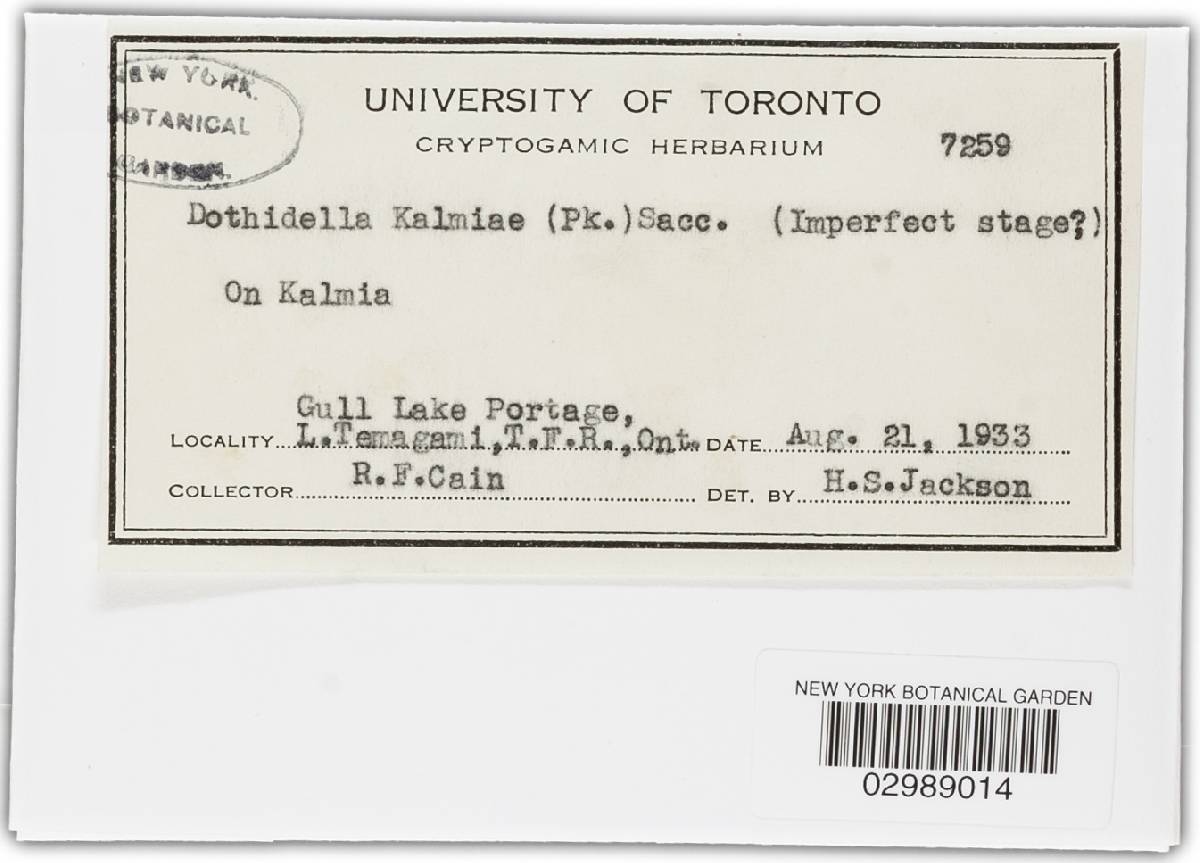 NEW YORK
BOTANICAL
GARDEN.
UNIVERSITY OF TORONTO
CRYPTOGAMIC HERBARIUM 7259
Dothidella Kalmiae (Pk.)Sacc. (Imperfect stage?)
On Kalmia
Gull Lake Portage,
LOCALITY L.Temagami,T.F.R.,Ont. DATE Aug. 21, 1933
COLLECTOR R.F.Cain DET. BY H.S.Jackson
NEW YORK BOTANICAL GARDEN
02989014